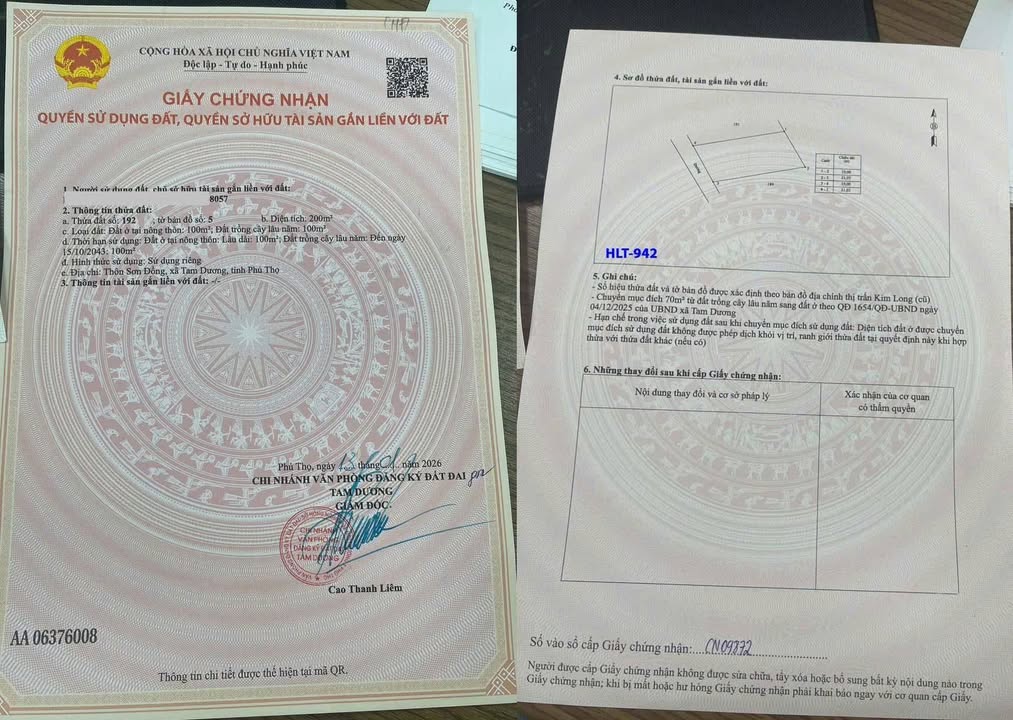 CỘNG HÒA XÃ HỘI CHỦ NGHĨA VIỆT NAM
Độc lập - Tự do - Hạnh phúc
GIẤY CHỨNG NHẬN
QUYỀN SỬ DỤNG ĐẤT, QUYỀN SỞ HỮU TÀI SẢN GẮN LIỀN VỚI ĐẤT
1. Người sử dụng đất, chủ sở hữu tài sản gắn liền với đất:
8057
2. Thông tin thửa đất:
a. Thửa đất số: 192 ; tờ bản đồ số: 5 b. Diện tích: 200m²
c. Loại đất: Đất ở tại nông thôn: 100m²; Đất trồng cây lâu năm: 100m²
d. Thời hạn sử dụng: Đất ở tại nông thôn: Lâu dài: 100m²; Đất trồng cây lâu năm: Đến ngày
15/10/2043: 100m²
đ. Hình thức sử dụng: Sử dụng riêng
e. Địa chỉ: Thôn Sơn Đồng, xã Tam Dương, tỉnh Phú Thọ
3. Thông tin tài sản gắn liền với đất: -/-
Phú Thọ, ngày 13 tháng năm 2026
CHI NHÁNH VĂN PHÒNG ĐĂNG KÝ ĐẤT ĐAI
TAM DƯƠNG
GIÁM ĐỐC
CHI NHÁNH
VĂN PHÒNG
ĐĂNG KÝ ĐẤT ĐAI
TAM DƯƠNG
Cao Thanh Liêm
AA 06376008
Thông tin chi tiết được thể hiện tại mã QR.
4. Sơ đồ thửa đất, tài sản gắn liền với đất:
HLT-942
5. Ghi chú:
- Số hiệu thửa đất và tờ bản đồ được xác định theo bản đồ địa chính thị trấn Kim Long (cũ)
- Chuyển mục đích 70m² từ đất trồng cây lâu năm sang đất ở theo QĐ 1654/QĐ-UBND ngày
04/12/2025 của UBND xã Tam Dương
- Hạn chế trong việc sử dụng đất sau khi chuyển mục đích sử dụng đất: Diện tích đất ở được chuyển
mục đích sử dụng đất không được phép dịch khỏi vị trí, ranh giới thửa đất tại quyết định này khi hợp
thửa với thửa đất khác (nếu có)
6. Những thay đổi sau khi cấp Giấy chứng nhận:
Nội dung thay đổi và cơ sở pháp lý
Xác nhận của cơ quan
có thẩm quyền
Số vào sổ cấp Giấy chứng nhận: CN09872
Người được cấp Giấy chứng nhận không được sửa chữa, tẩy xóa hoặc bổ sung bất kỳ nội dung nào trong
Giấy chứng nhận; khi bị mất hoặc hư hỏng Giấy chứng nhận phải khai báo ngay với cơ quan cấp Giấy.